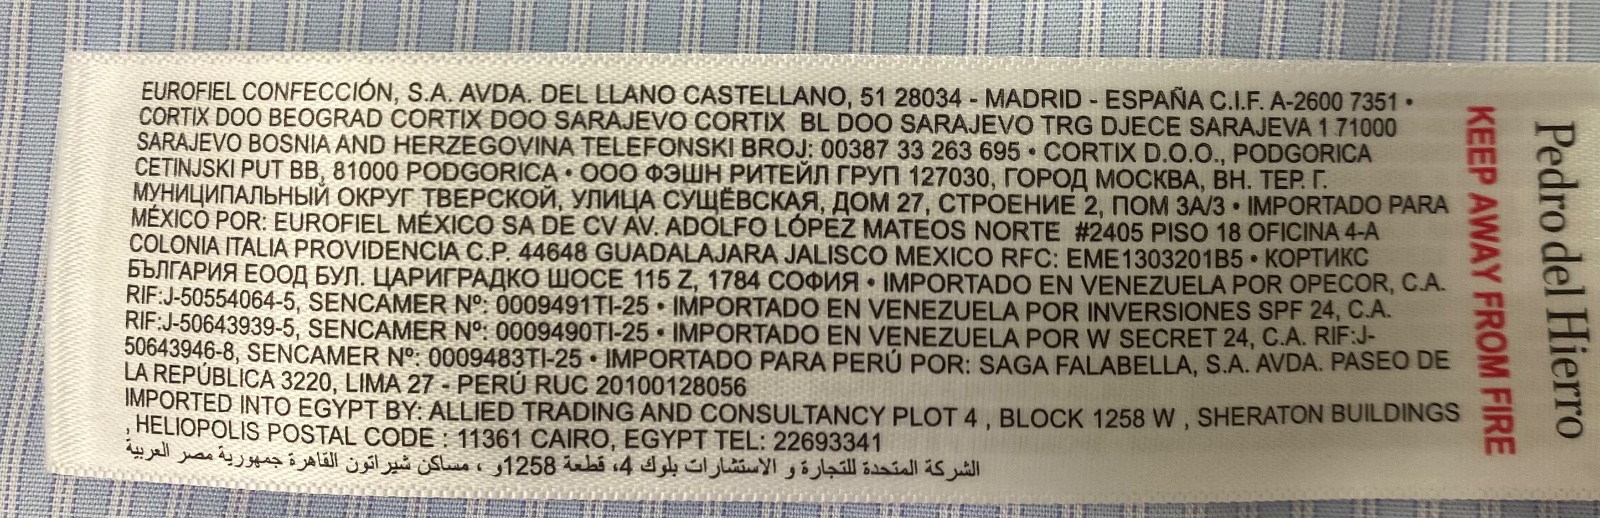 EUROFIEL CONFECCIÓN, S.A. AVDA. DEL LLANO CASTELLANO, 51 28034 - MADRID - ESPAÑA C.I.F. A-2600 7351 •
CORTIX DOO BEOGRAD CORTIX DOO SARAJEVO CORTIX BL DOO SARAJEVO TRG DJECE SARAJEVA 1 71000
SARAJEVO BOSNIA AND HERZEGOVINA TELEFONSKI BROJ: 00387 33 263 695 • CORTIX D.O.O., PODGORICA
CETINJSKI PUT BB, 81000 PODGORICA • ООО ФЭШН РИТЕЙЛ ГРУП 127030, ГОРОД МОСКВА, ВН. ТЕР. Г.
МУНИЦИПАЛЬНЫЙ ОКРУГ ТВЕРСКОЙ, УЛИЦА СУЩЁВСКАЯ, ДОМ 27, СТРОЕНИЕ 2, ПОМ 3А/3 • IMPORTADO PARA
MÉXICO POR: EUROFIEL MÉXICO SA DE CV AV. ADOLFO LÓPEZ MATEOS NORTE #2405 PISO 18 OFICINA 4-A
COLONIA ITALIA PROVIDENCIA C.P. 44648 GUADALAJARA JALISCO MEXICO RFC: EME1303201B5 • КОРТИКС
БЪЛГАРИЯ ЕООД БУЛ. ЦАРИГРАДКО ШОСЕ 115 Z, 1784 СОФИЯ • IMPORTADO EN VENEZUELA POR OPECOR, C.A.
RIF:J-50554064-5, SENCAMER Nº: 0009491TI-25 • IMPORTADO EN VENEZUELA POR INVERSIONES SPF 24, C.A.
RIF:J-50643939-5, SENCAMER Nº: 0009490TI-25 • IMPORTADO EN VENEZUELA POR W SECRET 24, C.A. RIF:J-
50643946-8, SENCAMER Nº: 0009483TI-25 • IMPORTADO PARA PERÚ POR: SAGA FALABELLA, S.A. AVDA. PASEO DE
LA REPÚBLICA 3220, LIMA 27 - PERÚ RUC 20100128056
IMPORTED INTO EGYPT BY: ALLIED TRADING AND CONSULTANCY PLOT 4 , BLOCK 1258 W , SHERATON BUILDINGS
, HELIOPOLIS POSTAL CODE : 11361 CAIRO, EGYPT TEL: 22693341
الشركة المتحدة للتجارة و الاستشارات بلوك 4، قطعة 1258و ، مساكن شيراتون القاهرة جمهورية مصر العربية
KEEP AWAY FROM FIRE
Pedro del Hierro